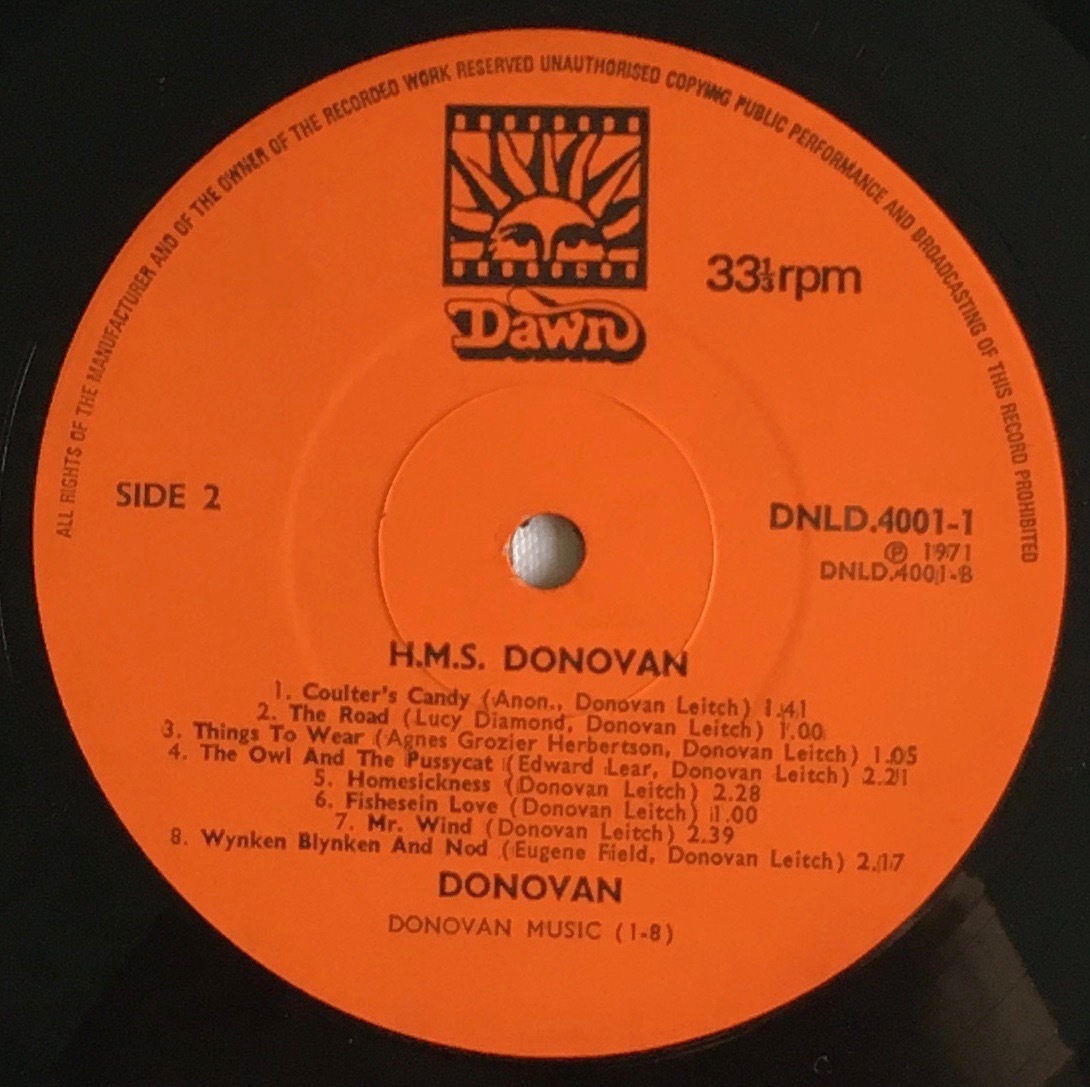 ALL RIGHTS OF THE MANUFACTURER AND OF THE OWNER OF THE RECORDED WORK RESERVED UNAUTHORISED COPYING PUBLIC PERFORMANCE AND BROADCASTING OF THIS RECORD PROHIBITED
Dawn
33⅓rpm
SIDE 2
DNLD.4001-1
℗ 1971
DNLD.4001-B
H.M.S. DONOVAN
1. Coulter's Candy (Anon., Donovan Leitch) 1.41
2. The Road (Lucy Diamond, Donovan Leitch) 1.00
3. Things To Wear (Agnes Grozier Herbertson, Donovan Leitch) 1.05
4. The Owl And The Pussycat (Edward Lear, Donovan Leitch) 2.21
5. Homesickness (Donovan Leitch) 2.28
6. Fishesein Love (Donovan Leitch) 1.00
7. Mr. Wind (Donovan Leitch) 2.39
8. Wynken Blynken And Nod (Eugene Field, Donovan Leitch) 2.17
DONOVAN
DONOVAN MUSIC (1-8)